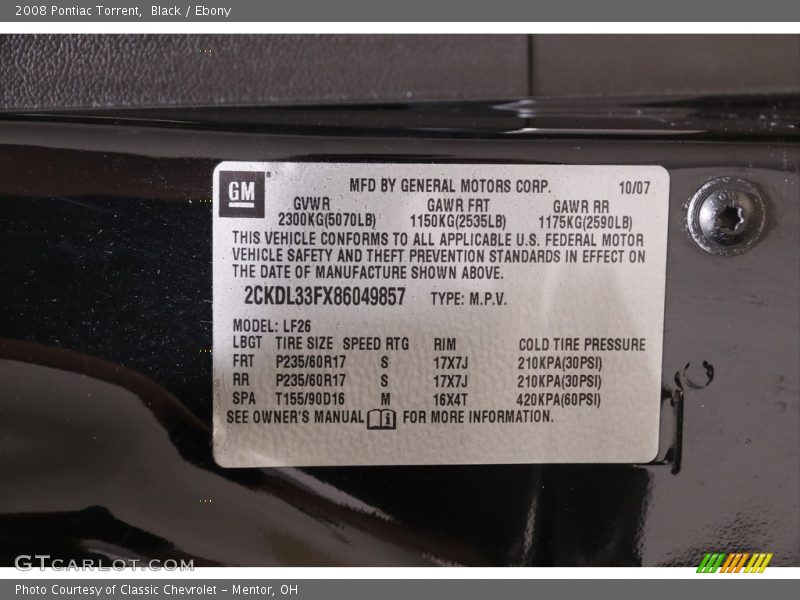 2008 Pontiac Torrent, Black / Ebony
GM
MFD BY GENERAL MOTORS CORP. 10/07
GVWR GAWR FRT GAWR RR
2300KG(5070LB) 1150KG(2535LB) 1175KG(2590LB)
THIS VEHICLE CONFORMS TO ALL APPLICABLE U.S. FEDERAL MOTOR
VEHICLE SAFETY AND THEFT PREVENTION STANDARDS IN EFFECT ON
THE DATE OF MANUFACTURE SHOWN ABOVE.
2CKDL33FX86049857 TYPE: M.P.V.
MODEL: LF26
LBGT TIRE SIZE SPEED RTG RIM COLD TIRE PRESSURE
FRT P235/60R17 S 17X7J 210KPA(30PSI)
RR P235/60R17 S 17X7J 210KPA(30PSI)
SPA T155/90D16 M 16X4T 420KPA(60PSI)
SEE OWNER'S MANUAL FOR MORE INFORMATION.
GTCARLOT.COM
Photo Courtesy of Classic Chevrolet - Mentor, OH